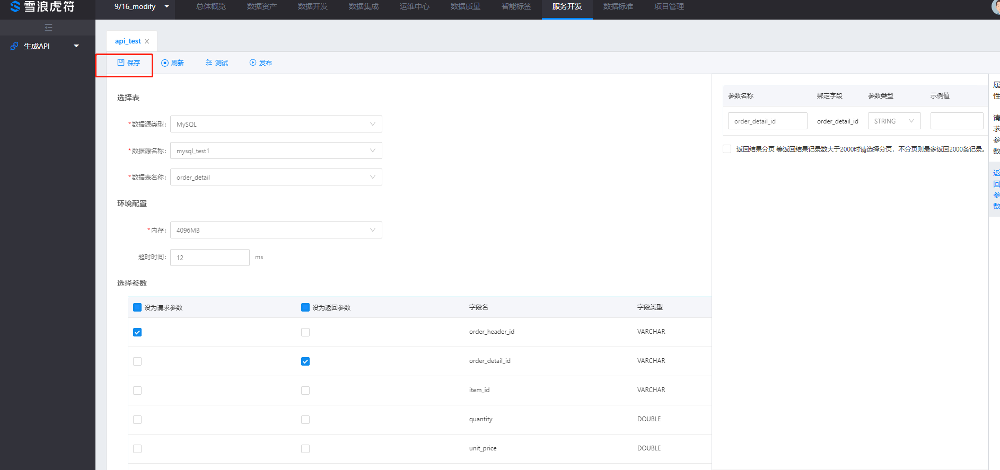 雪浪虎符
9/16_modify 总体概览 数据资产 数据开发 数据集成 运维中心 数据质量 智能标签 服务开发 数据标准 项目管理
生成API
api_test
保存 刷新 测试 发布
选择表
*数据源类型: MySQL
*数据源名称: mysql_test1
*数据表名称: order_detail
环境配置
*内存: 4096MB
超时时间: 12 ms
选择参数
设为请求参数 设为返回参数 字段名 字段类型
order_header_id VARCHAR
order_detail_id VARCHAR
item_id VARCHAR
quantity DOUBLE
unit_price DOUBLE
参数名称 绑定字段 参数类型 示例值
order_detail_id order_detail_id STRING
返回结果分页 等返回结果记录数大于2000时请选择分页，不分页则最多返回2000条记录。
属性
请求参数
返回参数